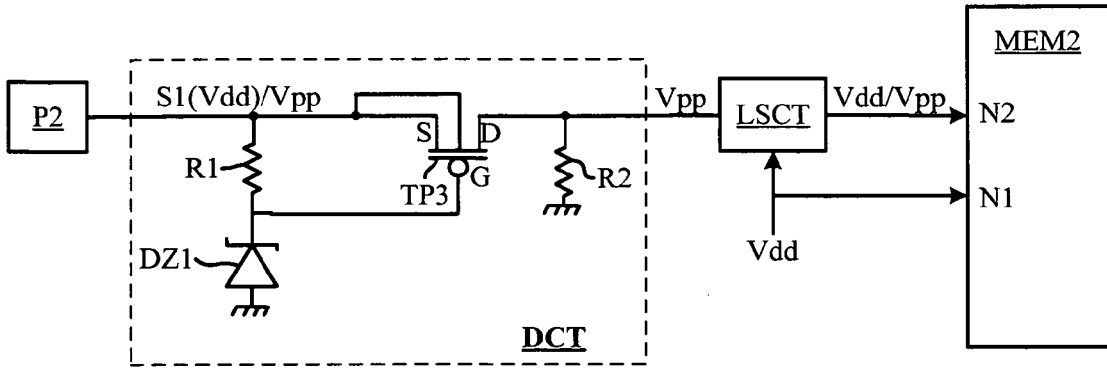 MEM2
P2
S1(Vdd)/Vpp
Vpp
LSCT
Vdd/Vpp
N2
S
D
R1
TP3
G
R2
N1
Vdd
DZ1
DCT